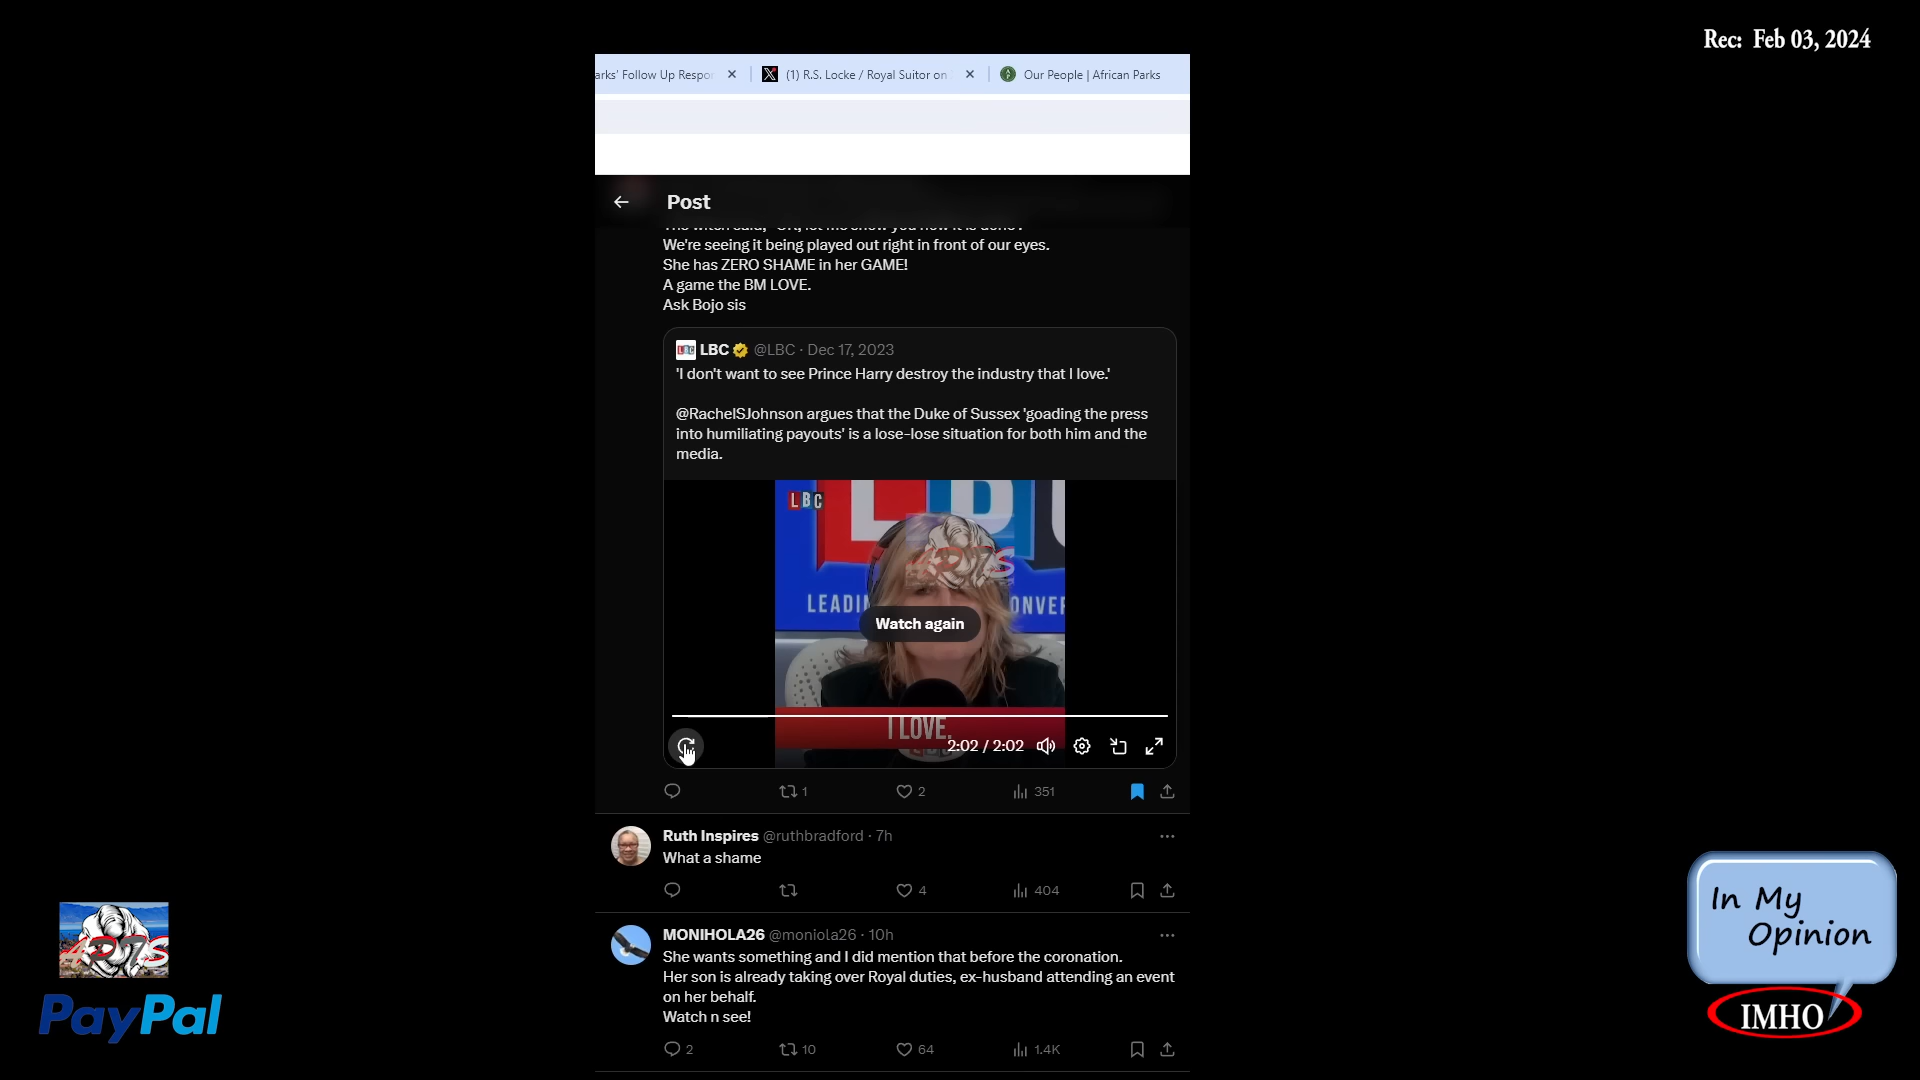 Rec: Feb 03, 2024
arks' Follow Up Respo
(1) R.S. Locke / Royal Suitor on
Our People | African Parks
Post
We're seeing it being played out right in front of our eyes.
She has ZERO SHAME in her GAME!
A game the BM LOVE.
Ask Bojo sis
LBC @LBC · Dec 17, 2023
'I don't want to see Prince Harry destroy the industry that I love.'
@RachelSJohnson argues that the Duke of Sussex 'goading the press
into humiliating payouts' is a lose-lose situation for both him and the
media.
LBC
LEADIN
ONVER
Watch again
I LOVE.
2:02 / 2:02
1
2
351
Ruth Inspires @ruthbradford · 7h
What a shame
4
404
MONIHOLA26 @moniola26 · 10h
She wants something and I did mention that before the coronation.
Her son is already taking over Royal duties, ex-husband attending an event
on her behalf.
Watch n see!
2
10
64
1.4K
PayPal
In My
Opinion
IMHO